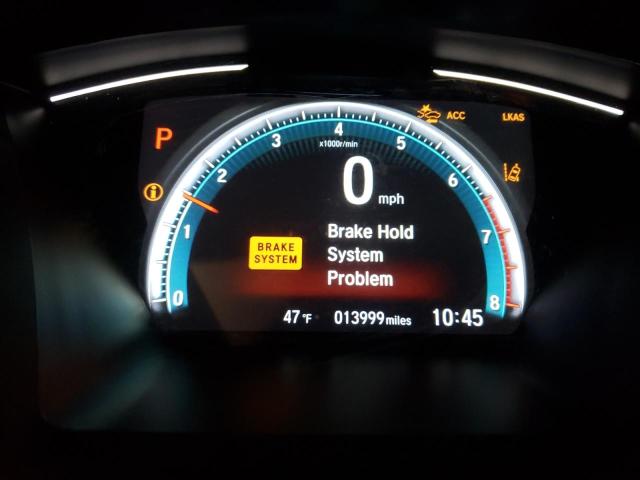 ACC
LKAS
P
0 1 2 3 4 5 6 7 8
x1000r/min
0 mph
i
BRAKE
SYSTEM
Brake Hold
System
Problem
47°F
013999 miles
10:45